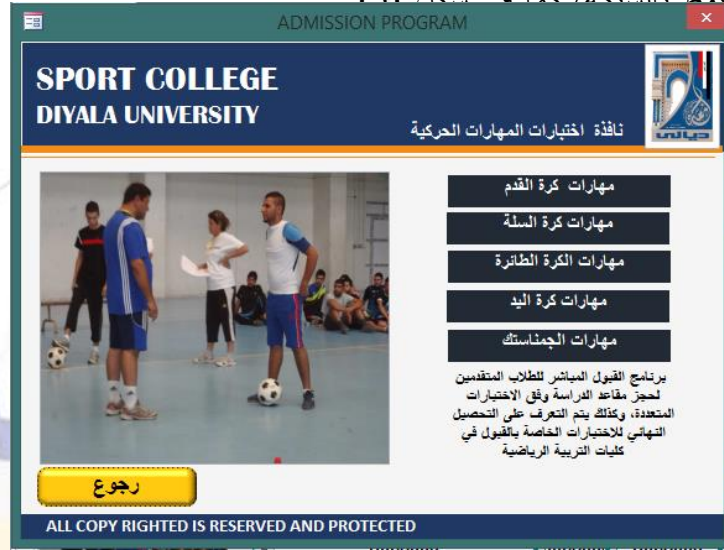 ADMISSION PROGRAM
SPORT COLLEGE
DIYALA UNIVERSITY
نافذة اختبارات المهارات الحركية
ديالى
مهارات كرة القدم
مهارات كرة السلة
مهارات الكرة الطائرة
مهارات كرة اليد
مهارات الجمناستك
برنامج القبول المباشر للطلاب المتقدمين
لحجز مقاعد الدراسة وفق الاختبارات
المتعددة، وكذلك يتم التعرف على التحصيل
النهائي للاختبارات الخاصة بالقبول في
كليات التربية الرياضية
رجوع
ALL COPY RIGHTED IS RESERVED AND PROTECTED